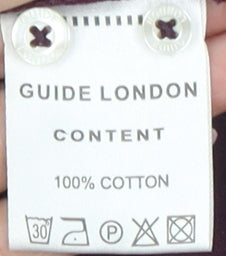 GUIDE LONDON
CONTENT
100% COTTON
30 P